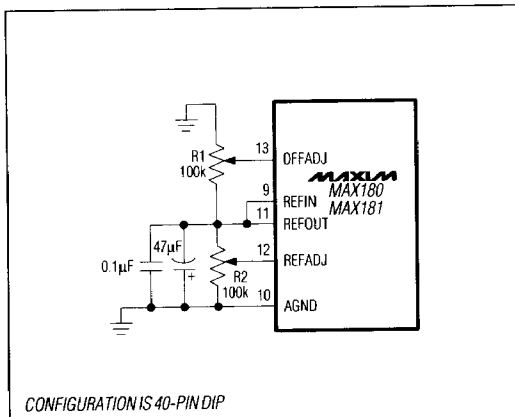 R1
100k
13
OFFADJ
MAXIM
MAX180
MAX181
9
REFIN
11
REFOUT
0.1µF
47µF
+
12
REFADJ
R2
100k
10
AGND
CONFIGURATION IS 40-PIN DIP